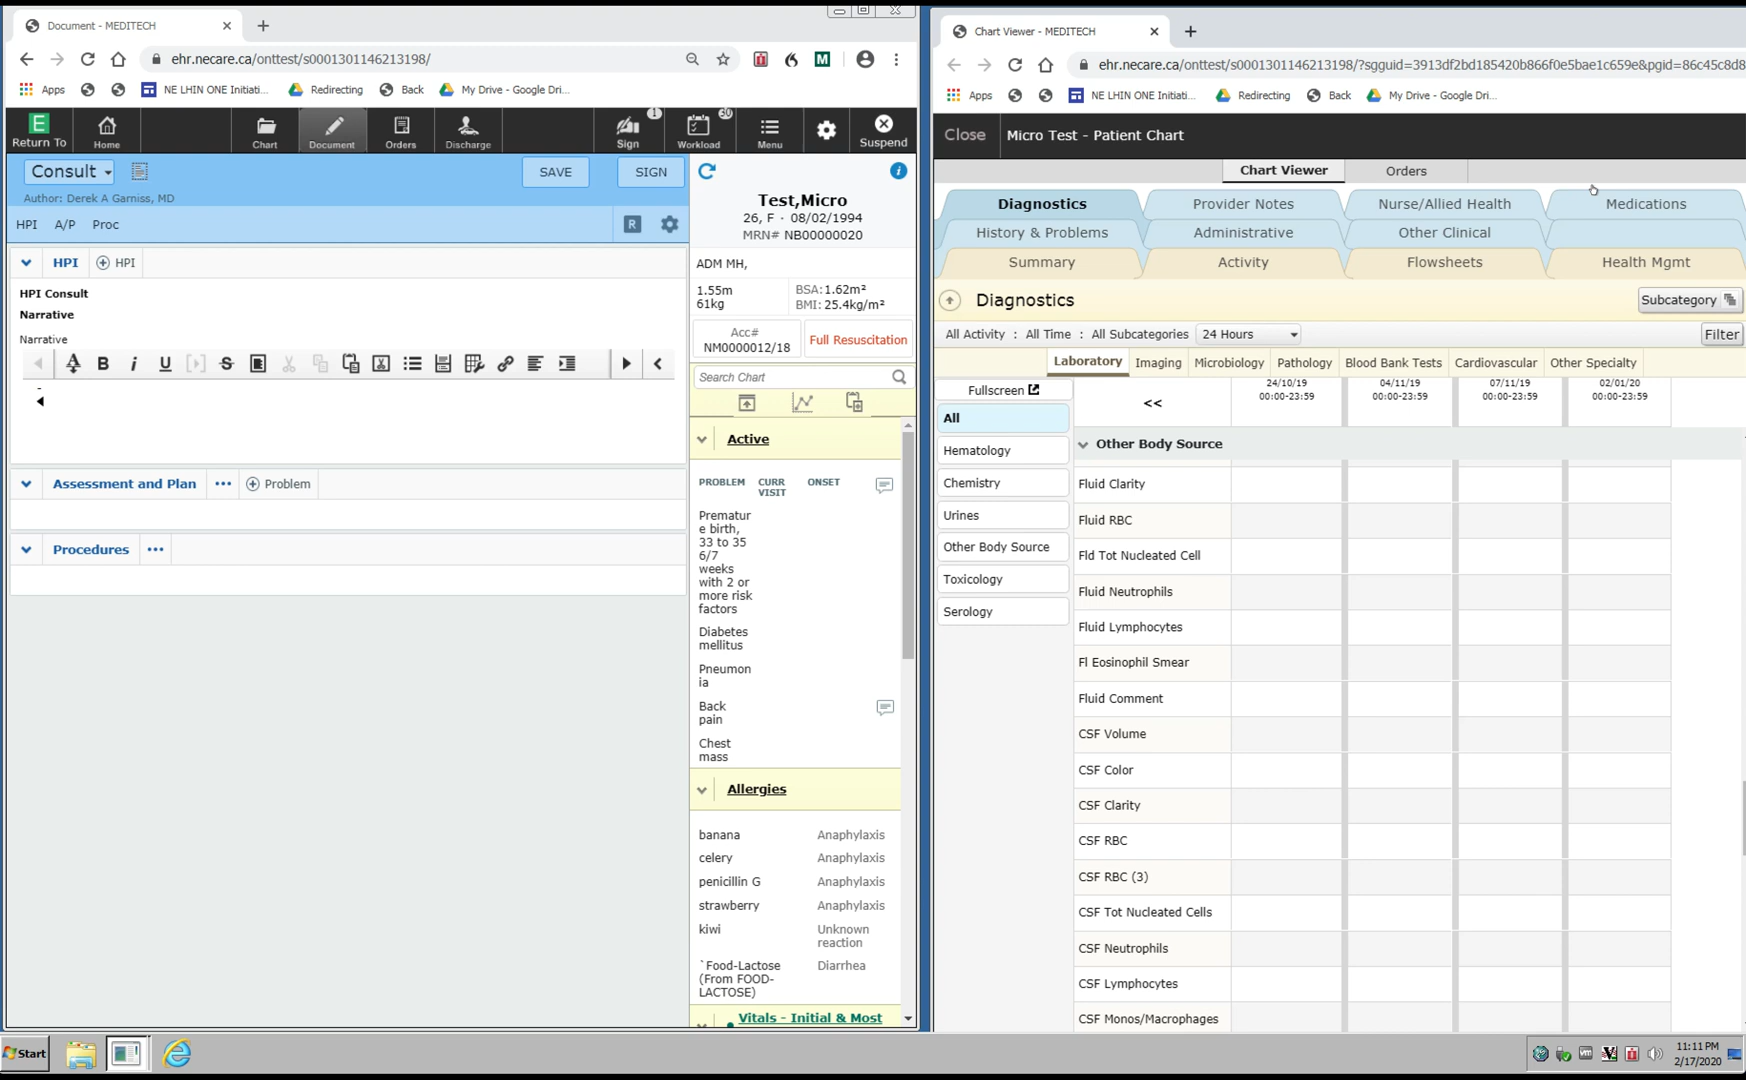 Document - MEDITECH
ehr.necare.ca/onttest/s0001301146213198/
Apps
NE LHIN ONE Initiati...
Redirecting
Back
My Drive - Google Dri...
E
Return To
Home
Chart
Document
Orders
Discharge
1
Sign
50
Workload
Menu
Suspend
Consult
SAVE
SIGN
Author: Derek A Garniss, MD
HPI
A/P
Proc
R
HPI
HPI
HPI Consult
Narrative
Narrative
A
B
i
U
S
Assessment and Plan
Problem
Procedures
Test,Micro
26, F · 08/02/1994
MRN# NB00000020
ADM MH,
1.55m
61kg
BSA:1.62m²
BMI: 25.4kg/m²
Acc#
NM0000012/18
Full Resuscitation
Search Chart
Active
PROBLEM
CURR
VISIT
ONSET
Prematur
e birth,
33 to 35
6/7
weeks
with 2 or
more risk
factors
Diabetes
mellitus
Pneumon
ia
Back
pain
Chest
mass
Allergies
banana Anaphylaxis
celery Anaphylaxis
penicillin G Anaphylaxis
strawberry Anaphylaxis
kiwi Unknown
reaction
`Food-Lactose Diarrhea
(From FOOD-
LACTOSE)
Vitals - Initial & Most
Chart Viewer - MEDITECH
ehr.necare.ca/onttest/s0001301146213198/?sgguid=3913df2bd185420b866f0e5bae1c659e&pgid=86c45c8d8
Apps
NE LHIN ONE Initiati...
Redirecting
Back
My Drive - Google Dri...
Close
Micro Test - Patient Chart
Chart Viewer
Orders
Diagnostics
Provider Notes
Nurse/Allied Health
Medications
History & Problems
Administrative
Other Clinical
Summary
Activity
Flowsheets
Health Mgmt
Diagnostics
Subcategory
All Activity : All Time : All Subcategories
24 Hours
Filter
Laboratory
Imaging
Microbiology
Pathology
Blood Bank Tests
Cardiovascular
Other Specialty
Fullscreen
All
Hematology
Chemistry
Urines
Other Body Source
Toxicology
Serology
<<
24/10/19
00:00-23:59
04/11/19
00:00-23:59
07/11/19
00:00-23:59
02/01/20
00:00-23:59
Other Body Source
Fluid Clarity
Fluid RBC
Fld Tot Nucleated Cell
Fluid Neutrophils
Fluid Lymphocytes
Fl Eosinophil Smear
Fluid Comment
CSF Volume
CSF Color
CSF Clarity
CSF RBC
CSF RBC (3)
CSF Tot Nucleated Cells
CSF Neutrophils
CSF Lymphocytes
CSF Monos/Macrophages
Start
11:11 PM
2/17/2020